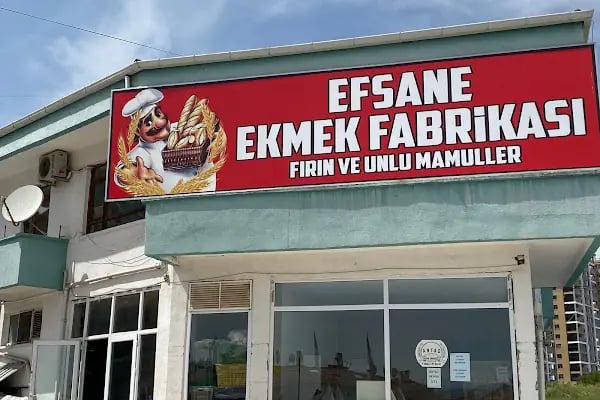 EFSANE
EKMEK FABRİKASI
FIRIN VE UNLU MAMULLER